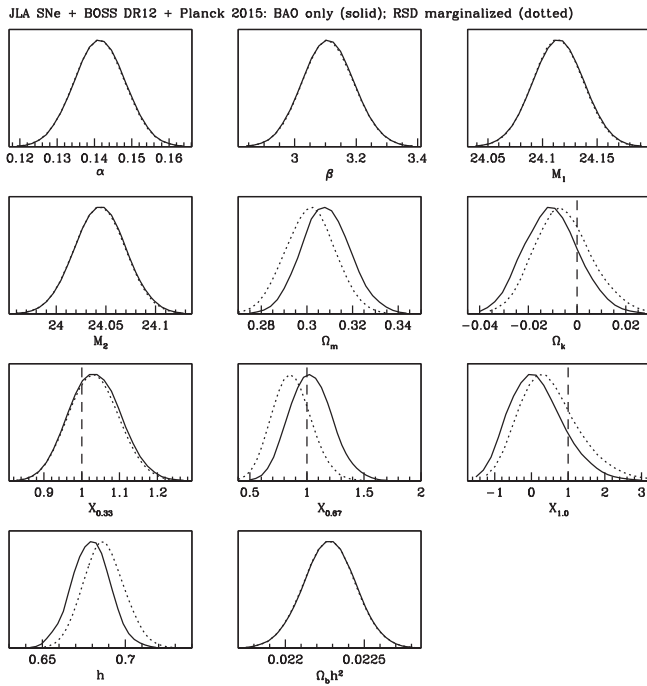 JLA SNe + BOSS DR12 + Planck 2015: BAO only (solid); RSD marginalized (dotted)
0.12 0.13 0.14 0.15 0.16
α
3 3.2 3.4
β
24.05 24.1 24.15
M₁
24 24.05 24.1
M₂
0.28 0.3 0.32 0.34
Ωₘ
-0.04 -0.02 0 0.02
Ωₖ
0.9 1 1.1 1.2
X₀.₃₃
0.5 1 1.5 2
X₀.₆₇
-1 0 1 2 3
X₁.₀
0.65 0.7
h
0.022 0.0225
Ω_b h²